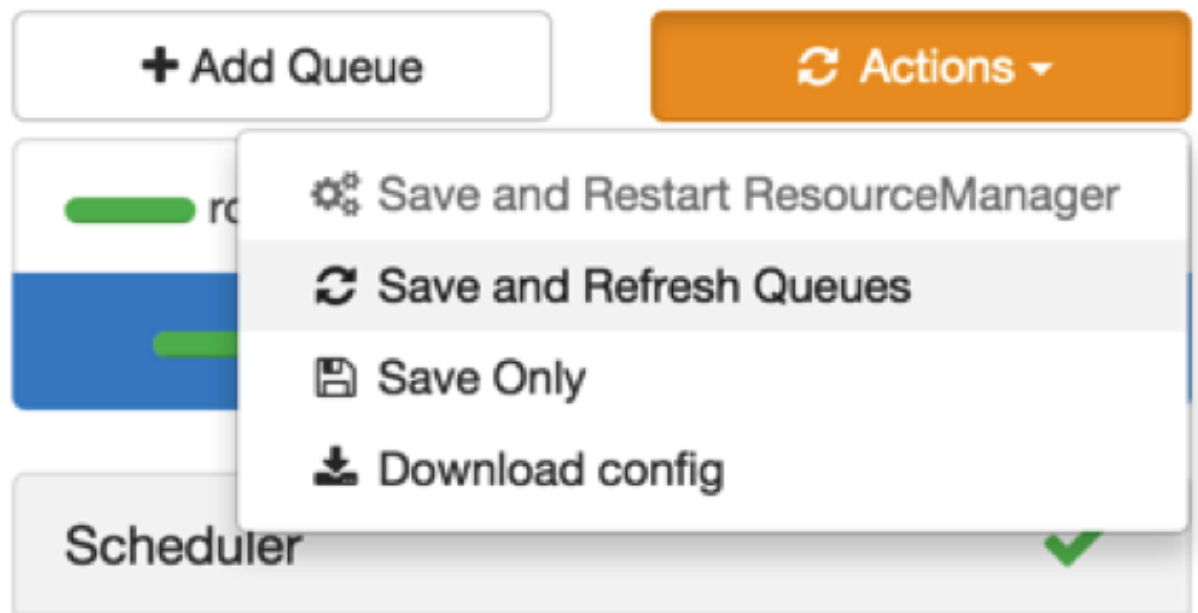 Add Queue
Actions
Save and Restart ResourceManager
Save and Refresh Queues
Save Only
Download config
Scheduler